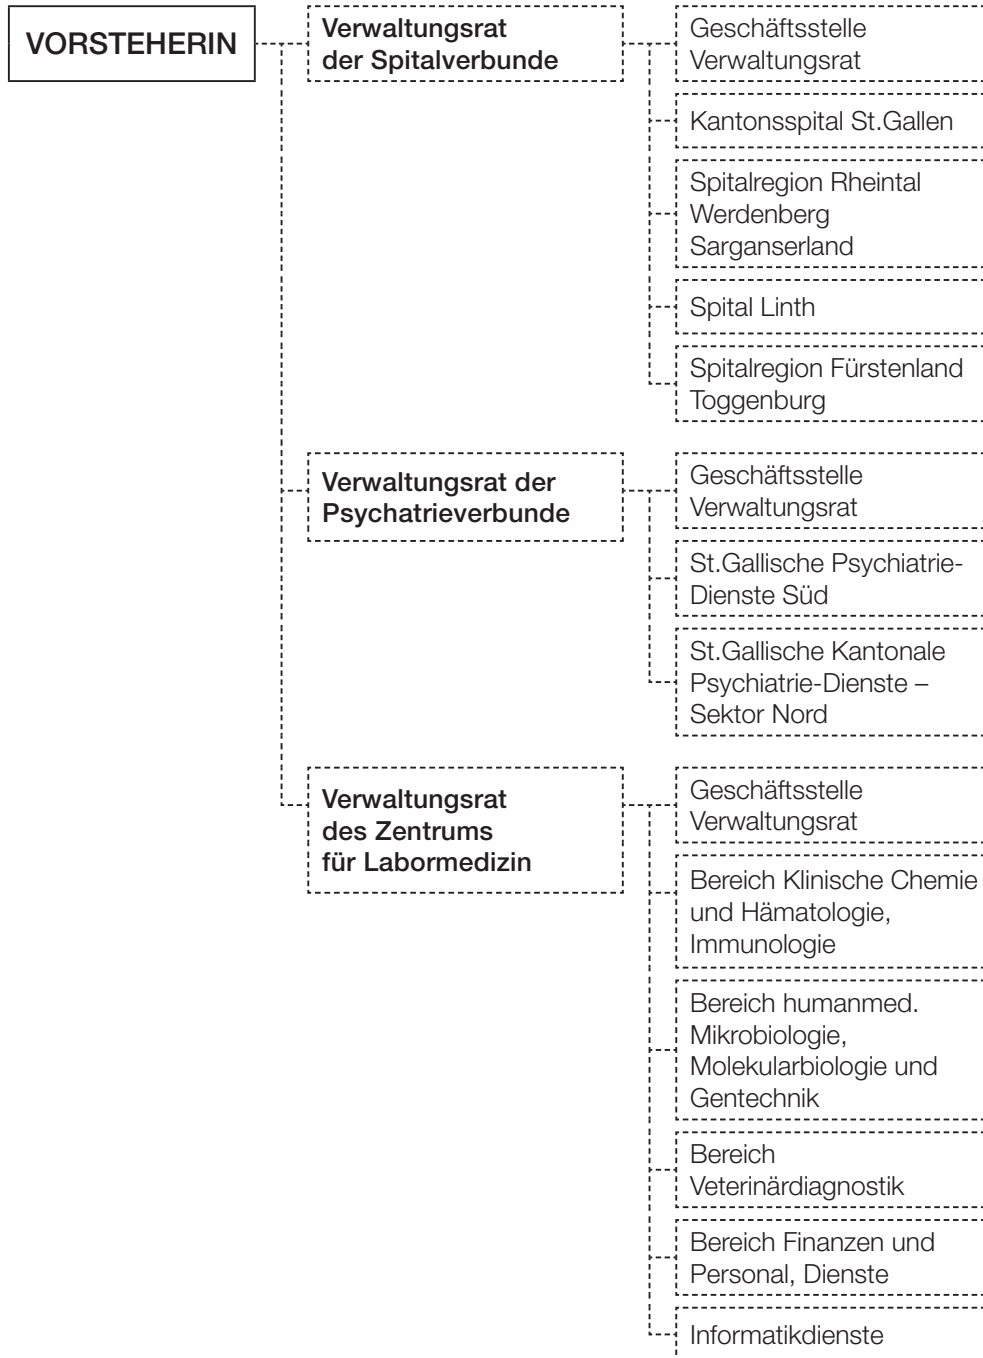 VORSTEHERIN
Verwaltungsrat
der Spitalverbunde
Geschäftsstelle
Verwaltungsrat
Kantonsspital St.Gallen
Spitalregion Rheintal
Werdenberg
Sarganserland
Spital Linth
Spitalregion Fürstenland
Toggenburg
Verwaltungsrat der
Psychatrieverbunde
Geschäftsstelle
Verwaltungsrat
St.Gallische Psychiatrie-
Dienste Süd
St.Gallische Kantonale
Psychiatrie-Dienste –
Sektor Nord
Verwaltungsrat
des Zentrums
für Labormedizin
Geschäftsstelle
Verwaltungsrat
Bereich Klinische Chemie
und Hämatologie,
Immunologie
Bereich humanmed.
Mikrobiologie,
Molekularbiologie und
Gentechnik
Bereich
Veterinärdiagnostik
Bereich Finanzen und
Personal, Dienste
Informatikdienste